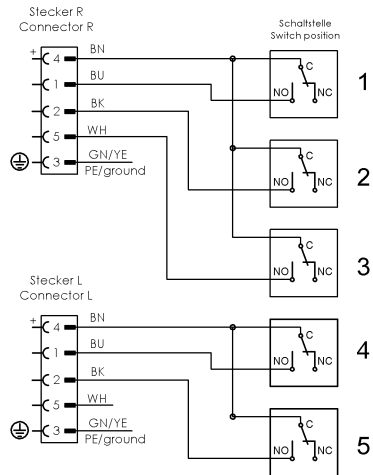 Stecker R
Connector R
Schaltstelle
Switch position
+ 4 BN
1 BU
2 BK
5 WH
3 GN/YE
PE/ground
C
NO NC
1
C
NO NC
2
C
NO NC
3
Stecker L
Connector L
+ 4 BN
1 BU
2 BK
5 WH
3 GN/YE
PE/ground
C
NO NC
4
C
NO NC
5